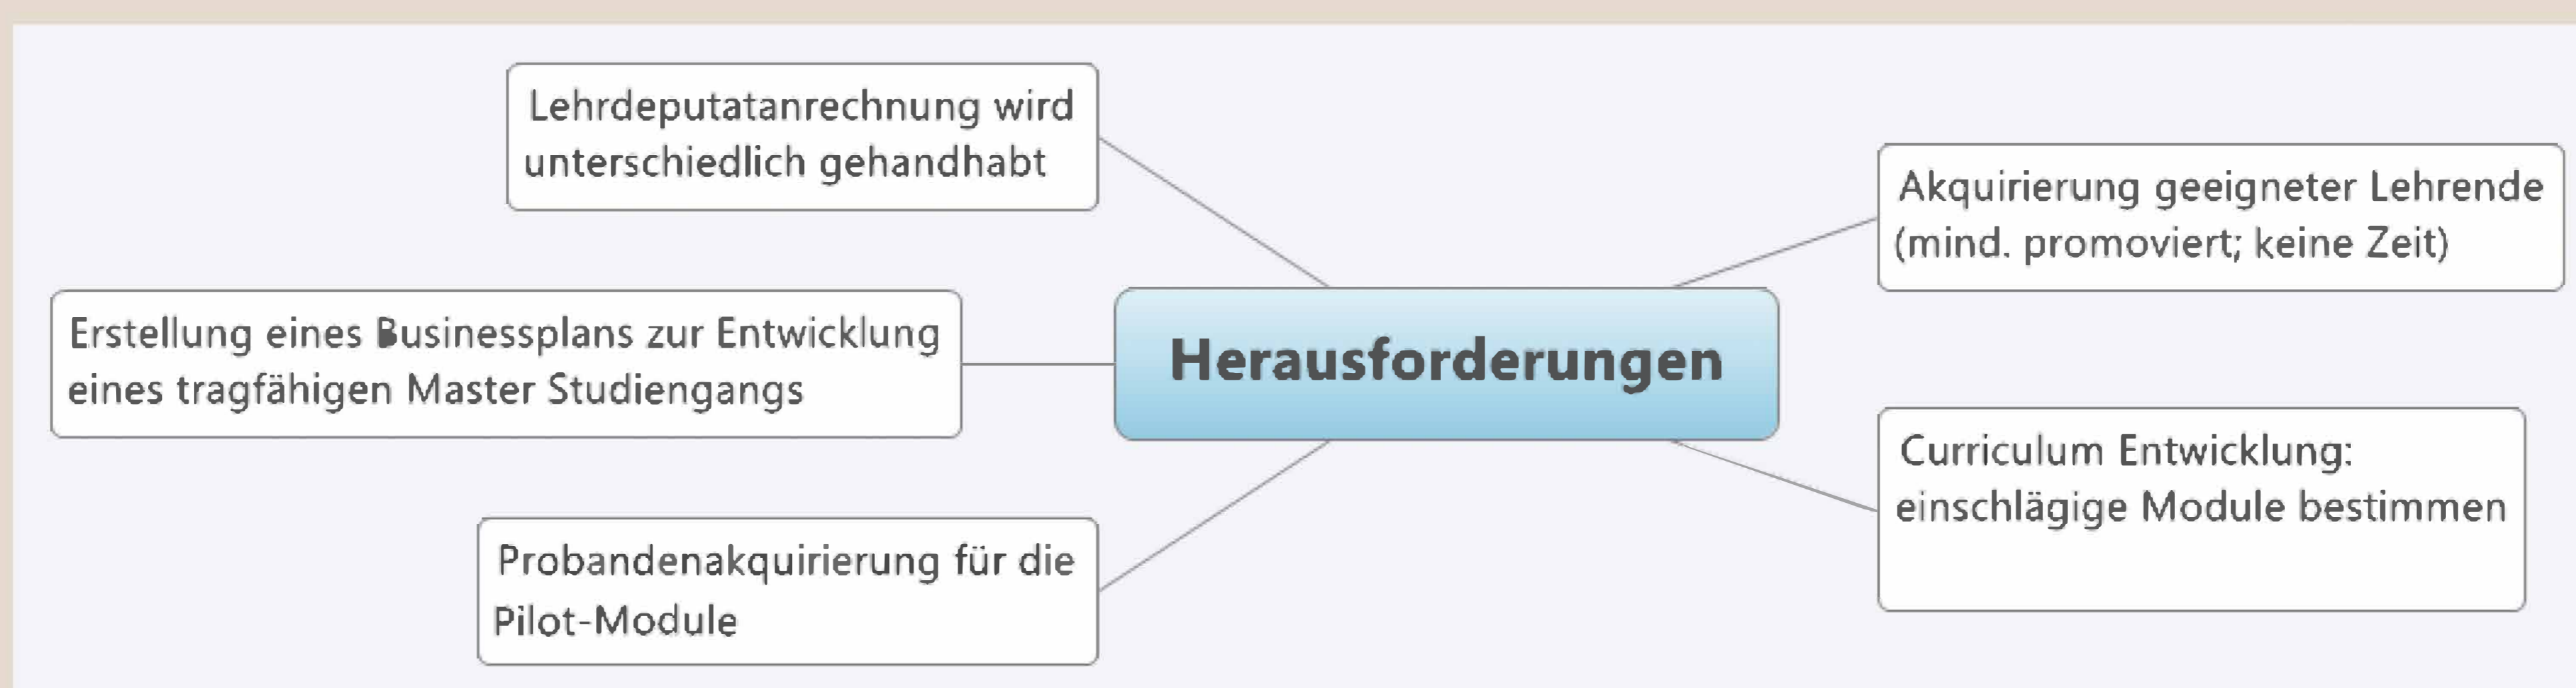 Lehrdeputatanrechnung wird
unterschiedlich gehandhabt
Akquirierung geeigneter Lehrende
(mind. promoviert; keine Zeit)
Erstellung eines Businessplans zur Entwicklung
eines tragfähigen Master Studiengangs
Herausforderungen
Curriculum Entwicklung:
einschlägige Module bestimmen
Probandenakquirierung für die
Pilot-Module